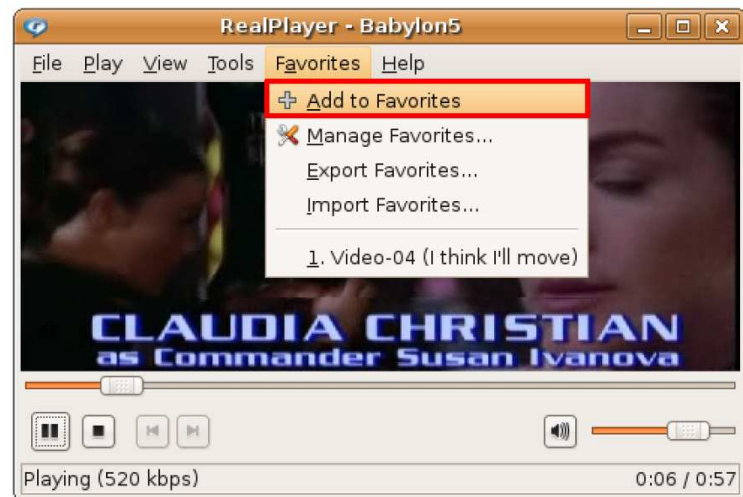 RealPlayer - Babylon5
File Play View Tools Favorites Help
Add to Favorites
Manage Favorites...
Export Favorites...
Import Favorites...
1. Video-04 (I think I'll move)
CLAUDIA CHRISTIAN
as Commander Susan Ivanova
Playing (520 kbps) 0:06 / 0:57